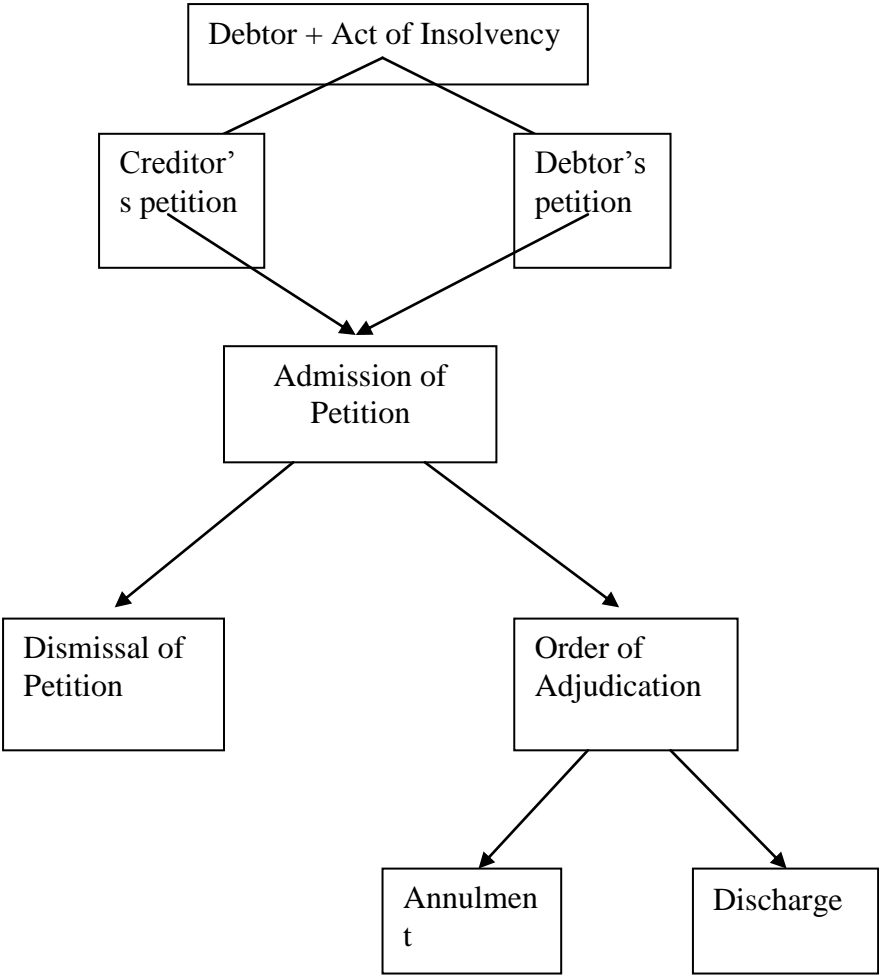 Debtor + Act of Insolvency
Creditor’
s petition
Debtor’s
petition
Admission of
Petition
Dismissal of
Petition
Order of
Adjudication
Annulmen
t
Discharge